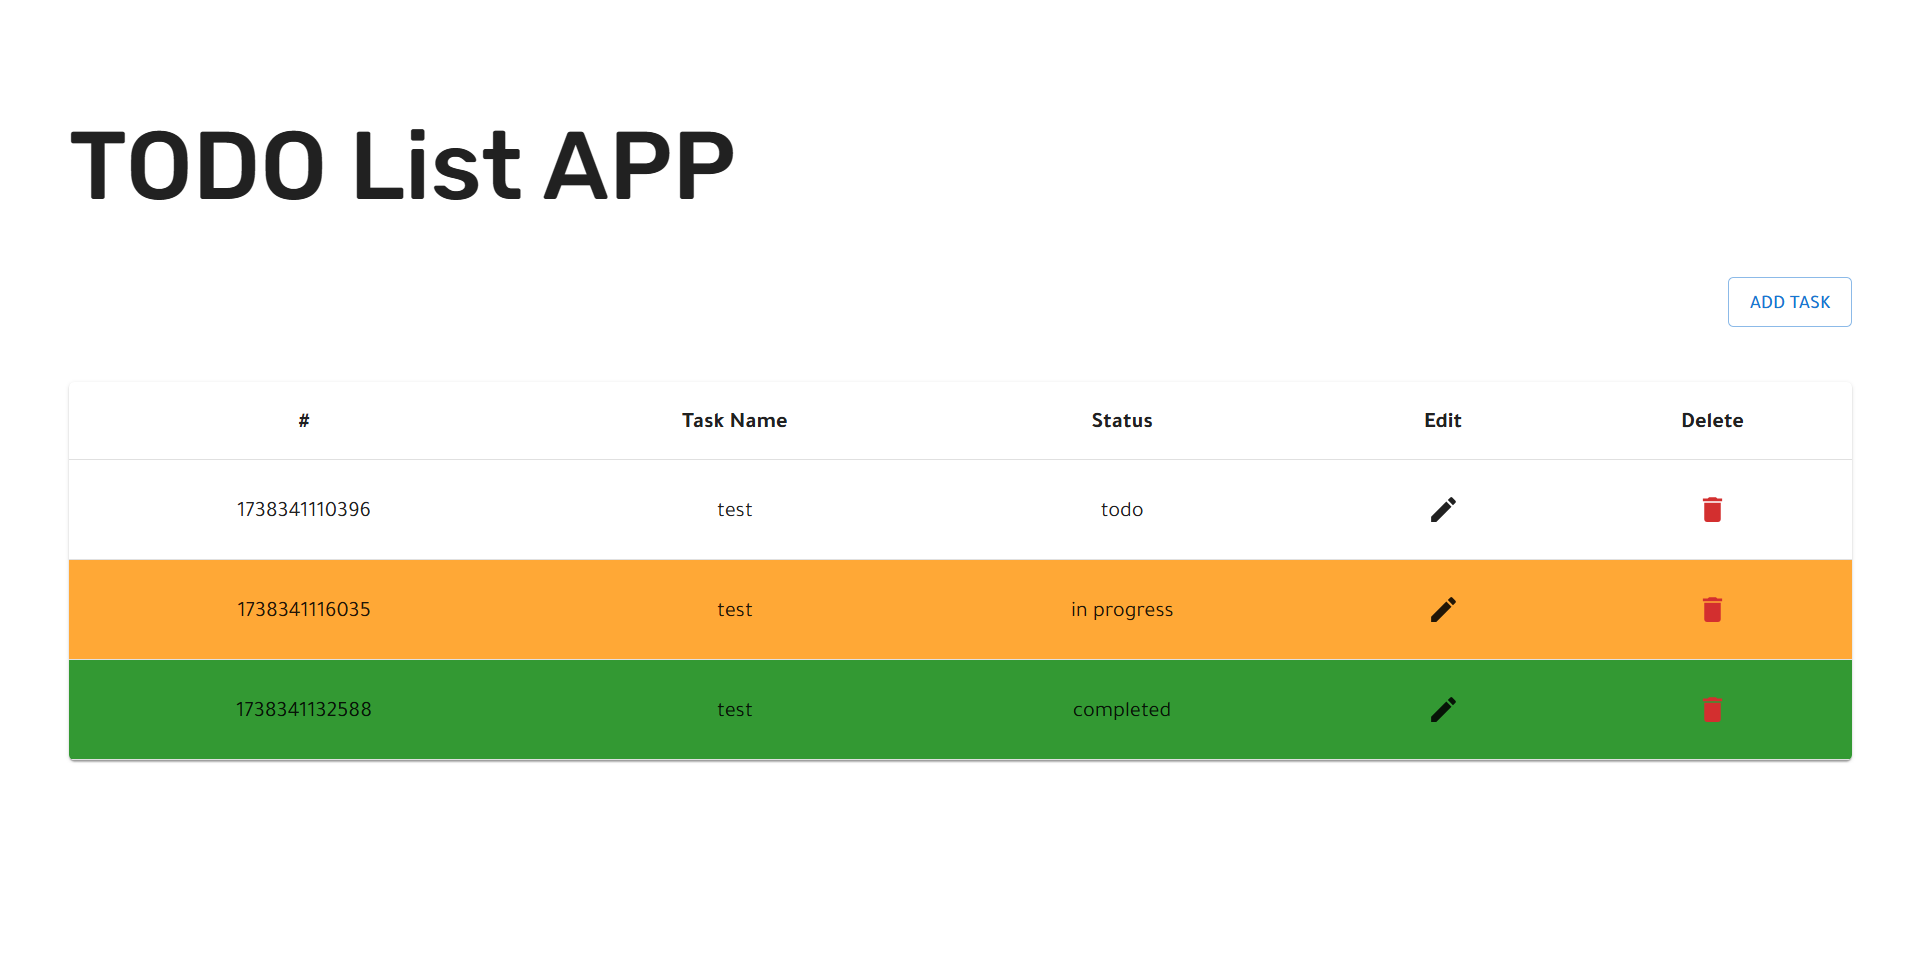 TODO List APP
ADD TASK
# Task Name Status Edit Delete
1738341110396 test todo
1738341116035 test in progress
1738341132588 test completed